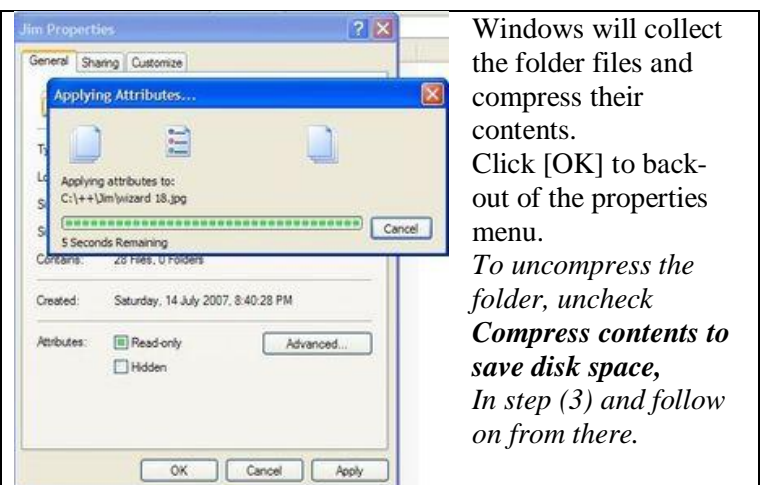 Jim Properties
General Sharing Customize
Applying Attributes...
Applying attributes to:
C:\++\Jim\wizard 18.jpg
Cancel
5 Seconds Remaining
Contains: 28 Files, 0 Folders
Created: Saturday, 14 July 2007, 8:40:28 PM
Attributes: Read-only Advanced...
Hidden
OK Cancel Apply
Windows will collect
the folder files and
compress their
contents.
Click [OK] to back-
out of the properties
menu.
To uncompress the
folder, uncheck
Compress contents to
save disk space,
In step (3) and follow
on from there.